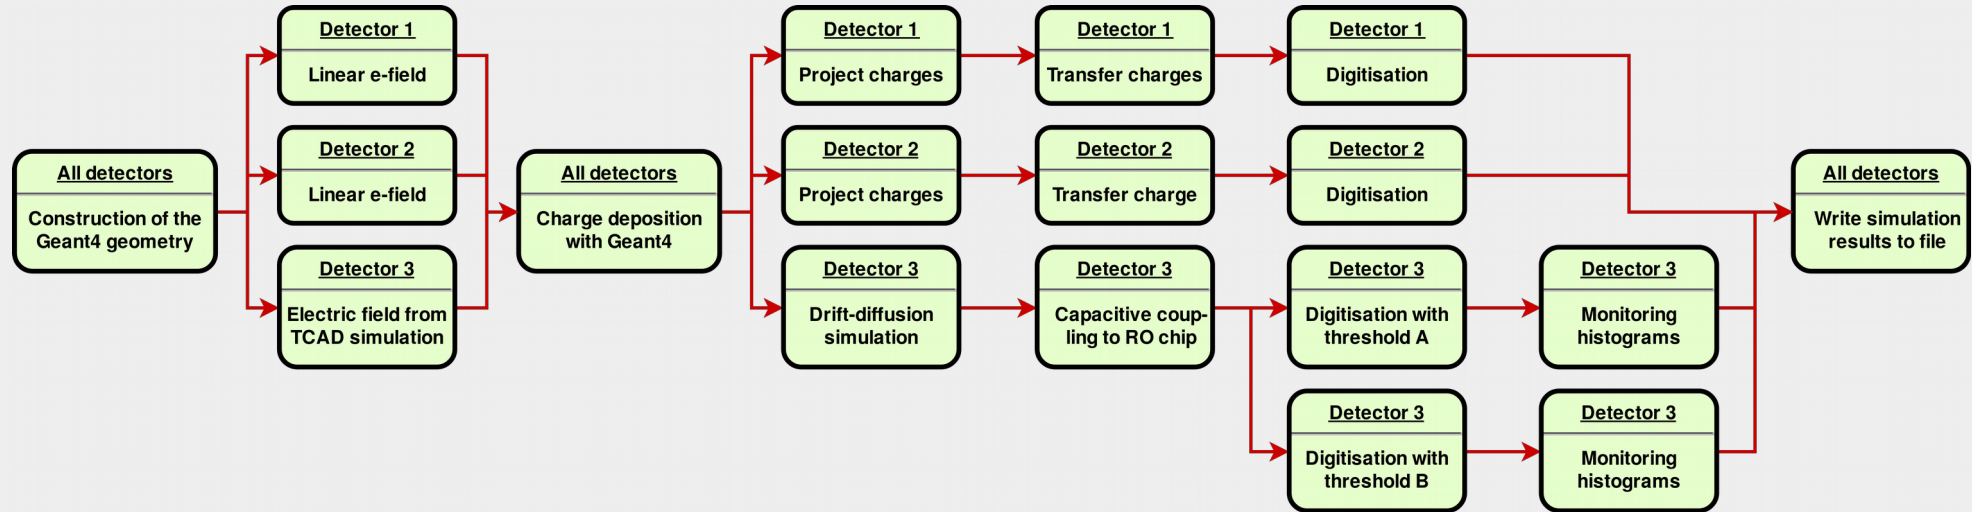 All detectors
Construction of the
Geant4 geometry
Detector 1
Linear e-field
Detector 2
Linear e-field
Detector 3
Electric field from
TCAD simulation
All detectors
Charge deposition
with Geant4
Detector 1
Project charges
Detector 1
Transfer charges
Detector 1
Digitisation
Detector 2
Project charges
Detector 2
Transfer charge
Detector 2
Digitisation
Detector 3
Drift-diffusion
simulation
Detector 3
Capacitive coup-
ling to RO chip
Detector 3
Digitisation with
threshold A
Detector 3
Monitoring
histograms
Detector 3
Digitisation with
threshold B
Detector 3
Monitoring
histograms
All detectors
Write simulation
results to file